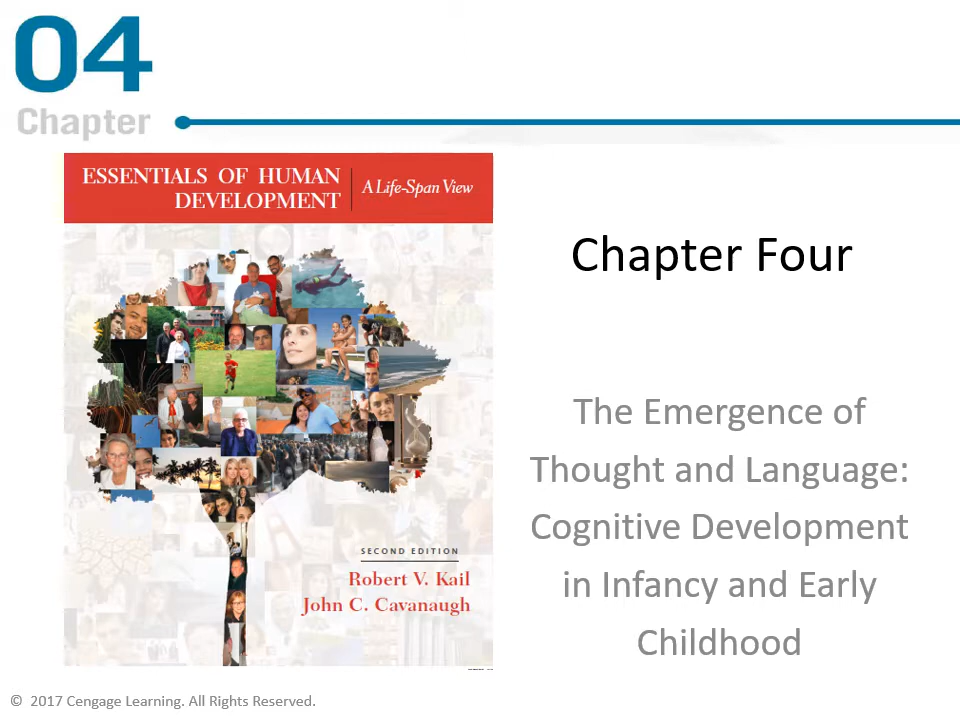 04
Chapter
ESSENTIALS OF HUMAN
DEVELOPMENT
A Life-Span View
SECOND EDITION
Robert V. Kail
John C. Cavanaugh
Chapter Four
The Emergence of
Thought and Language:
Cognitive Development
in Infancy and Early
Childhood
© 2017 Cengage Learning. All Rights Reserved.